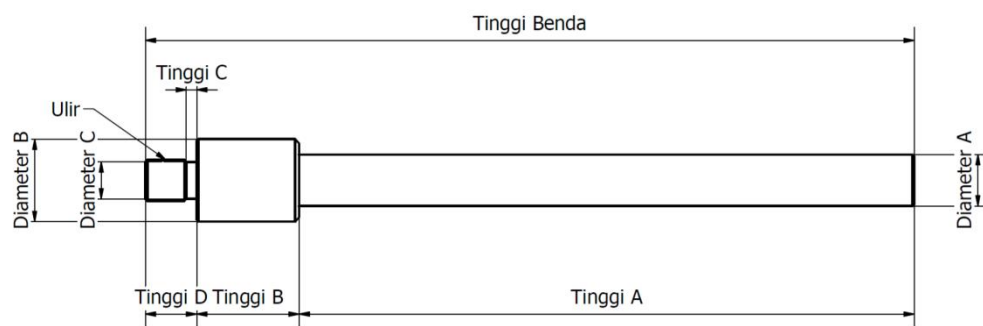 Tinggi Benda
Tinggi C
Ulir
Diameter B
Diameter C
Diameter A
Tinggi D
Tinggi B
Tinggi A